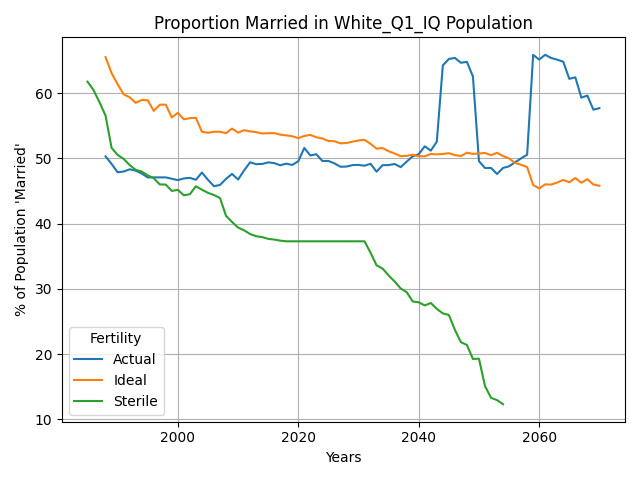 Proportion Married in White_Q1_IQ Population
% of Population 'Married'
60
50
40
30
20
10
2000
2020
2040
2060
Years
Fertility
Actual
Ideal
Sterile